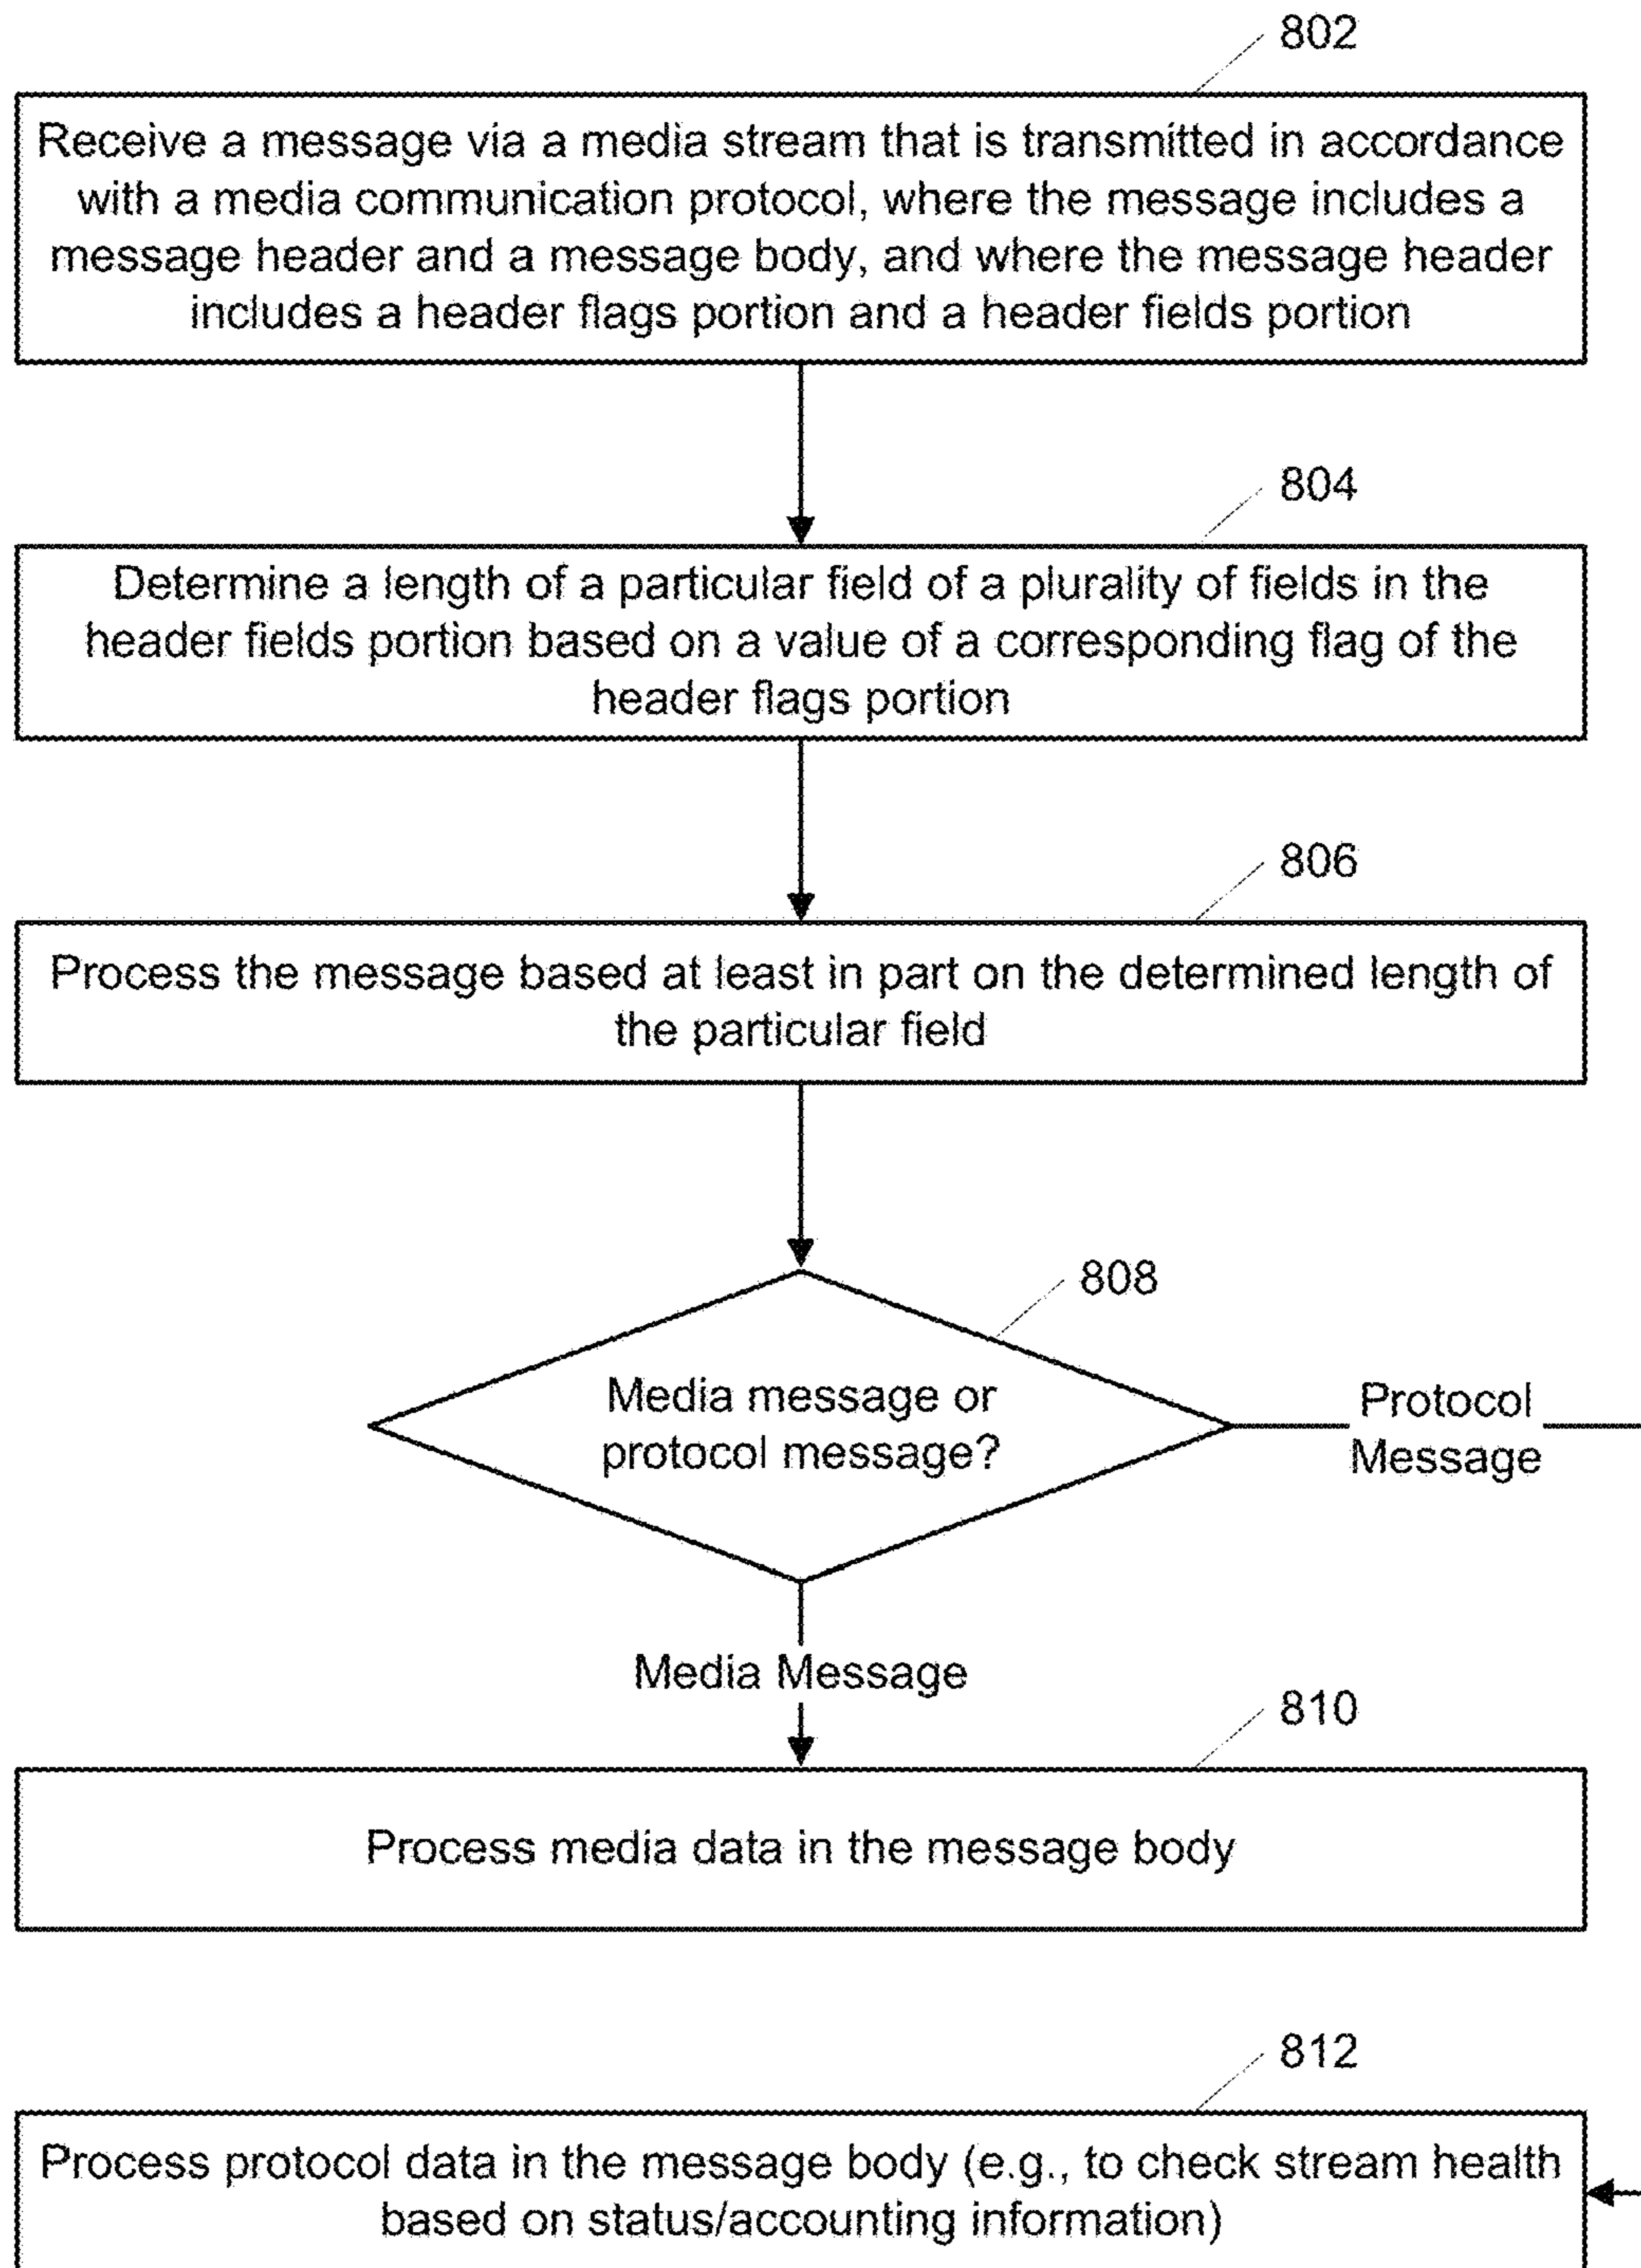 802
Receive a message via a media stream that is transmitted in accordance
with a media communication protocol, where the message includes a
message header and a message body, and where the message header
includes a header flags portion and a header fields portion
804
Determine a length of a particular field of a plurality of fields in the
header fields portion based on a value of a corresponding flag of the
header flags portion
806
Process the message based at least in part on the determined length of
the particular field
808
Media message or
protocol message?
Protocol
Message
Media Message
810
Process media data in the message body
812
Process protocol data in the message body (e.g., to check stream health
based on status/accounting information)